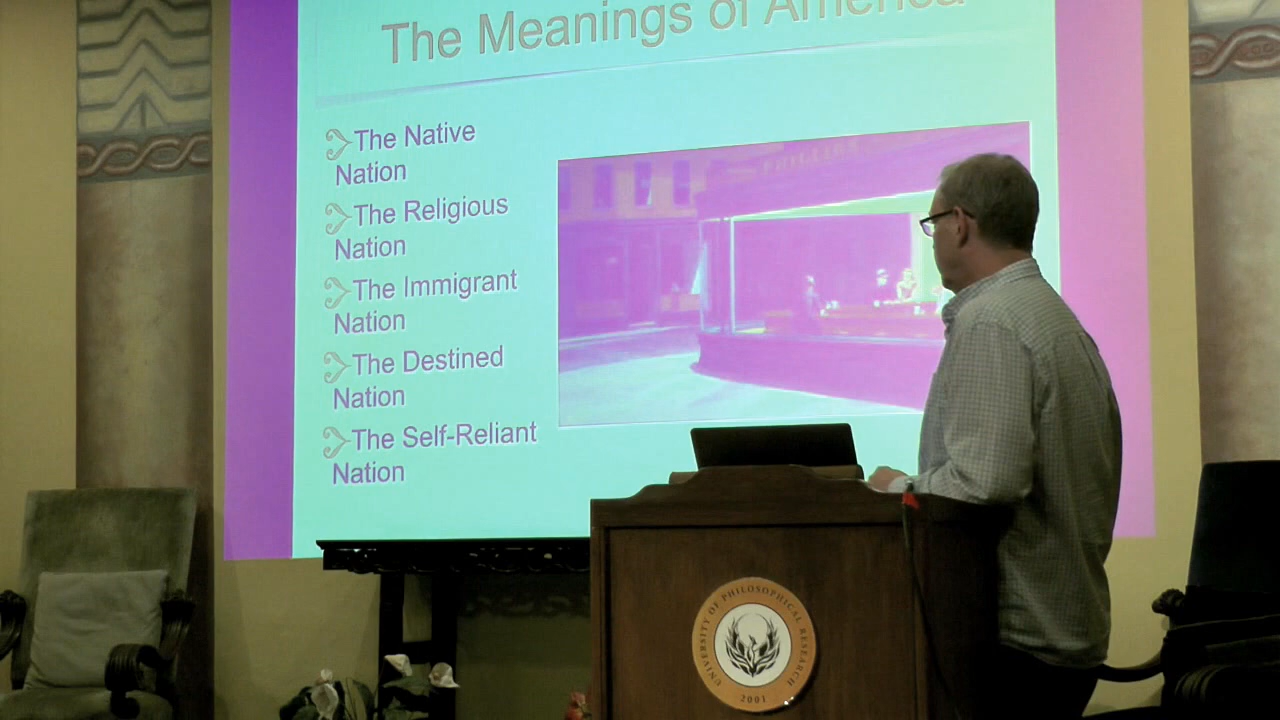 The Meanings of America
The Native
Nation
The Religious
Nation
The Immigrant
Nation
The Destined
Nation
The Self-Reliant
Nation
PHILLIES
UNIVERSITY OF PHILOSOPHICAL RESEARCH
2001